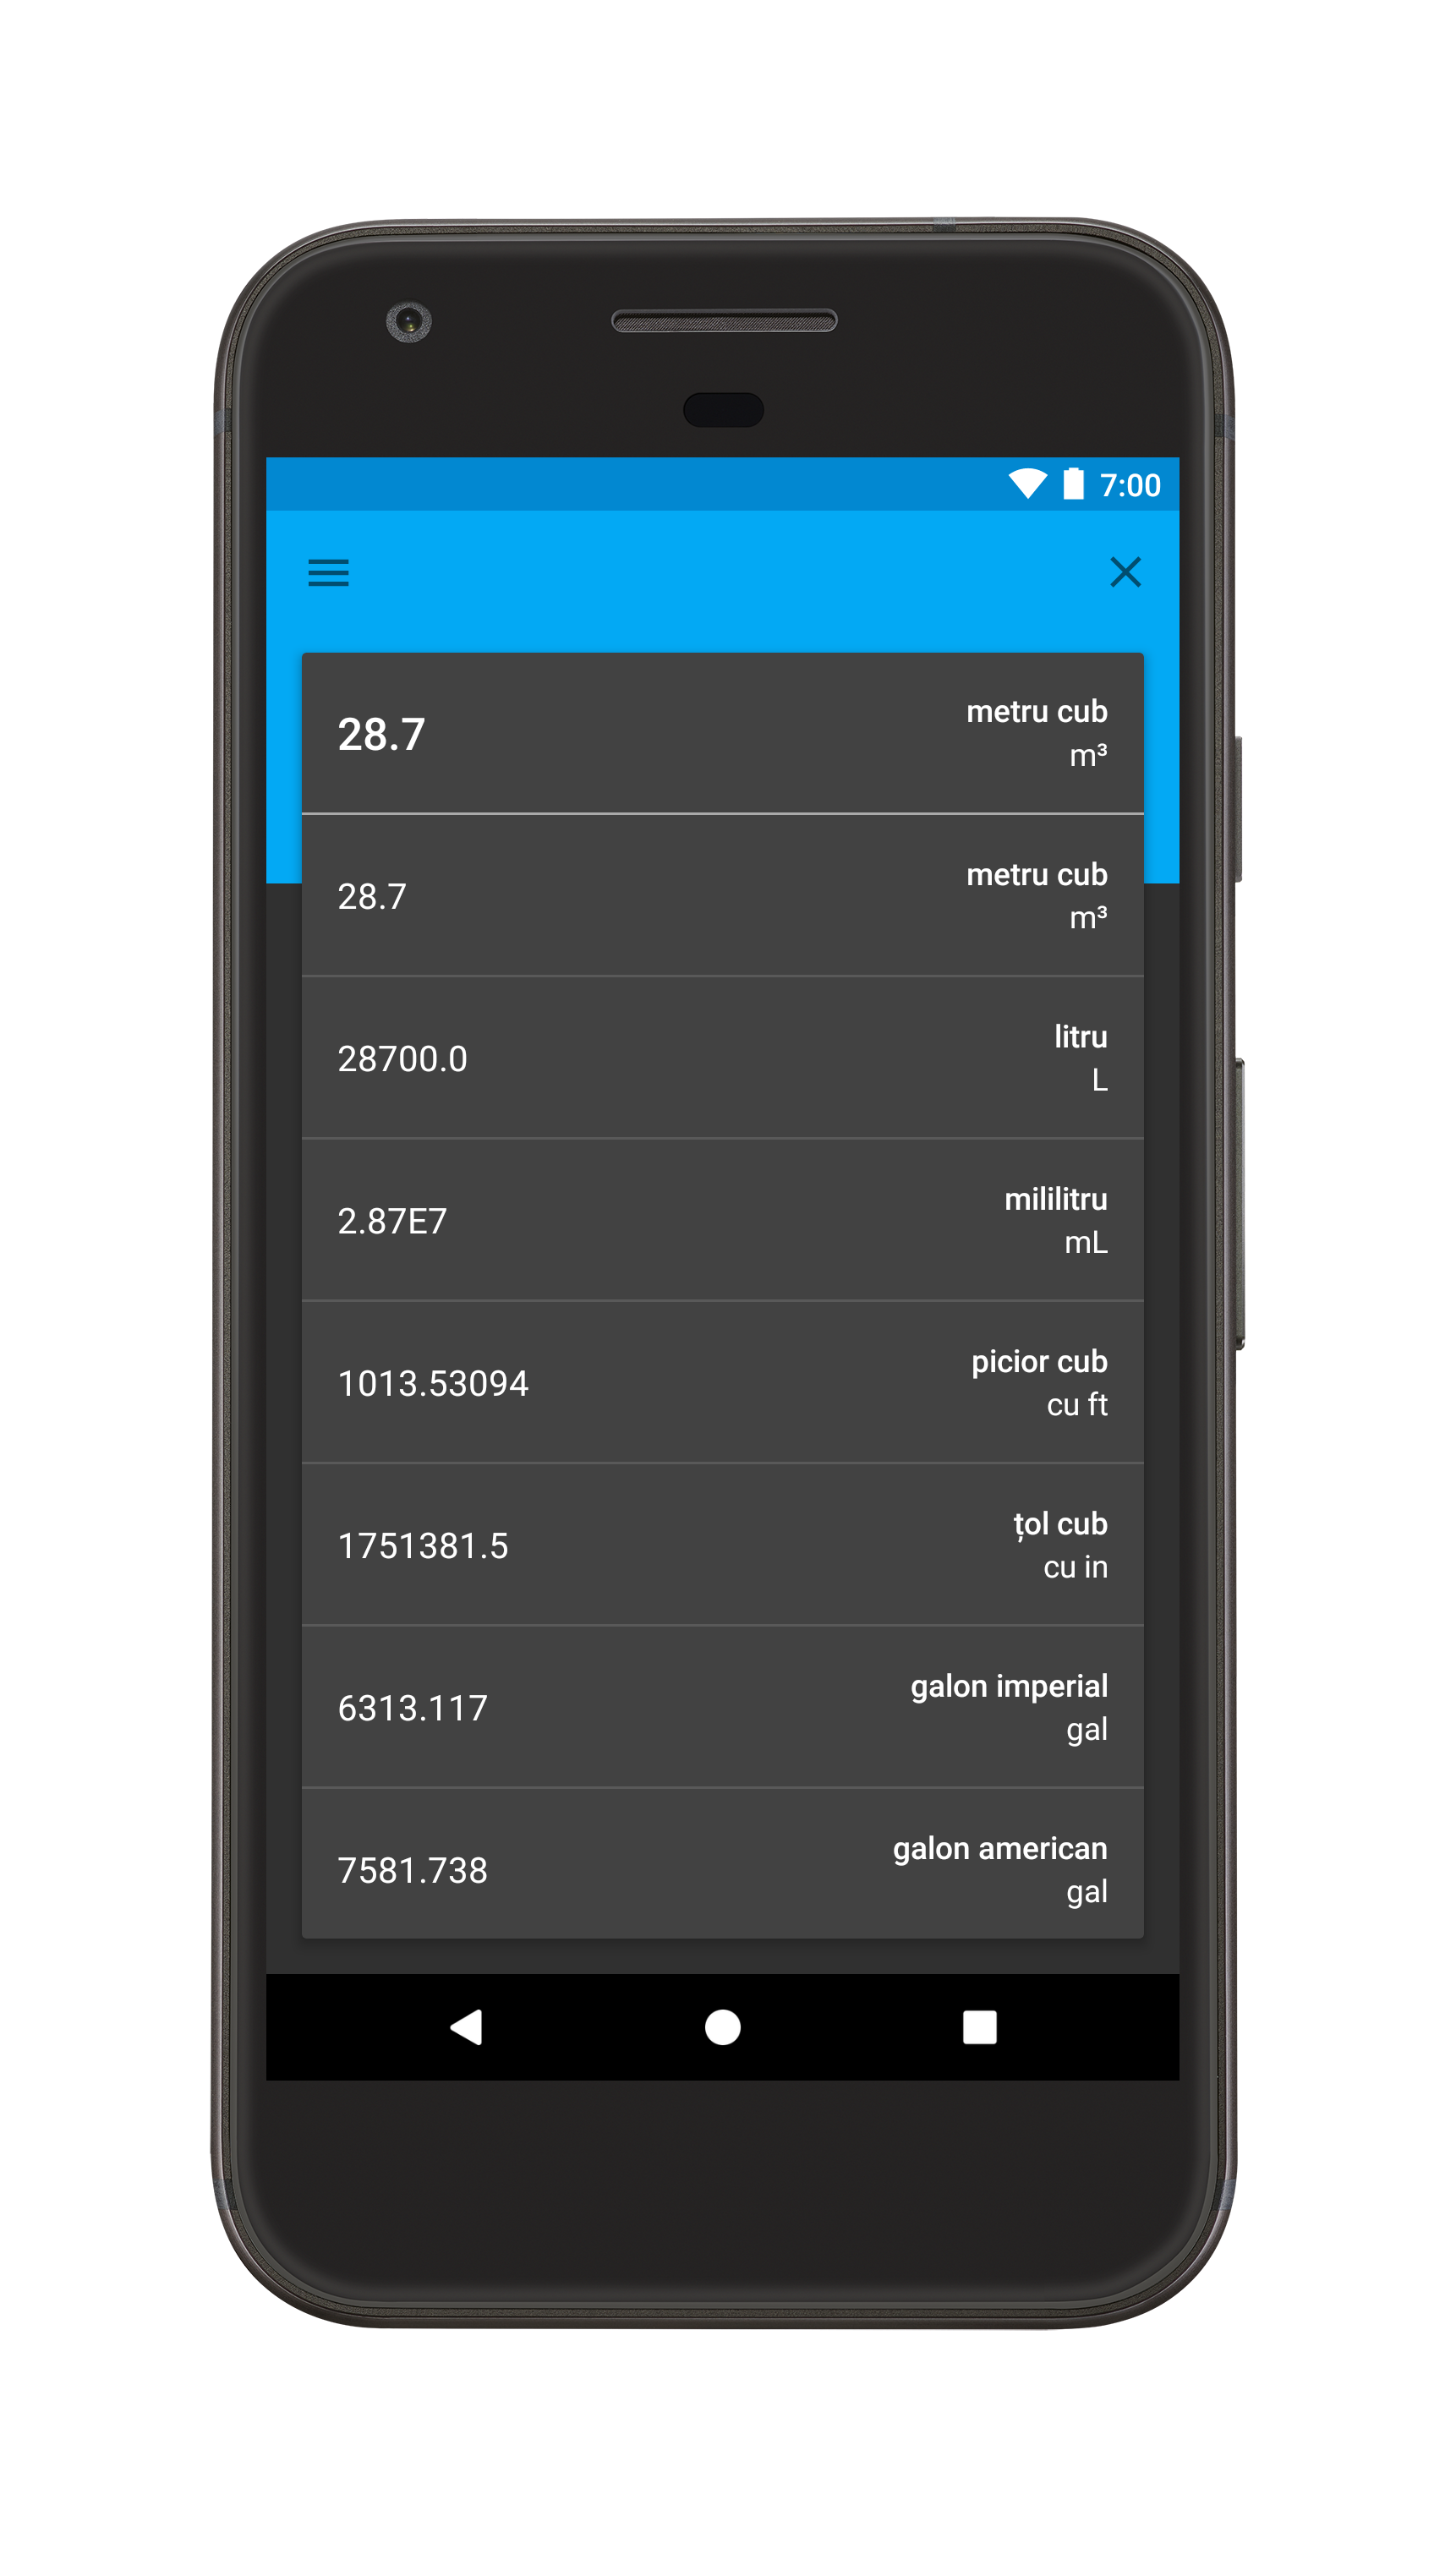 7:00
28.7
metru cub
m³
28.7
metru cub
m³
28700.0
litru
L
2.87E7
mililitru
mL
1013.53094
picior cub
cu ft
1751381.5
țol cub
cu in
6313.117
galon imperial
gal
7581.738
galon american
gal